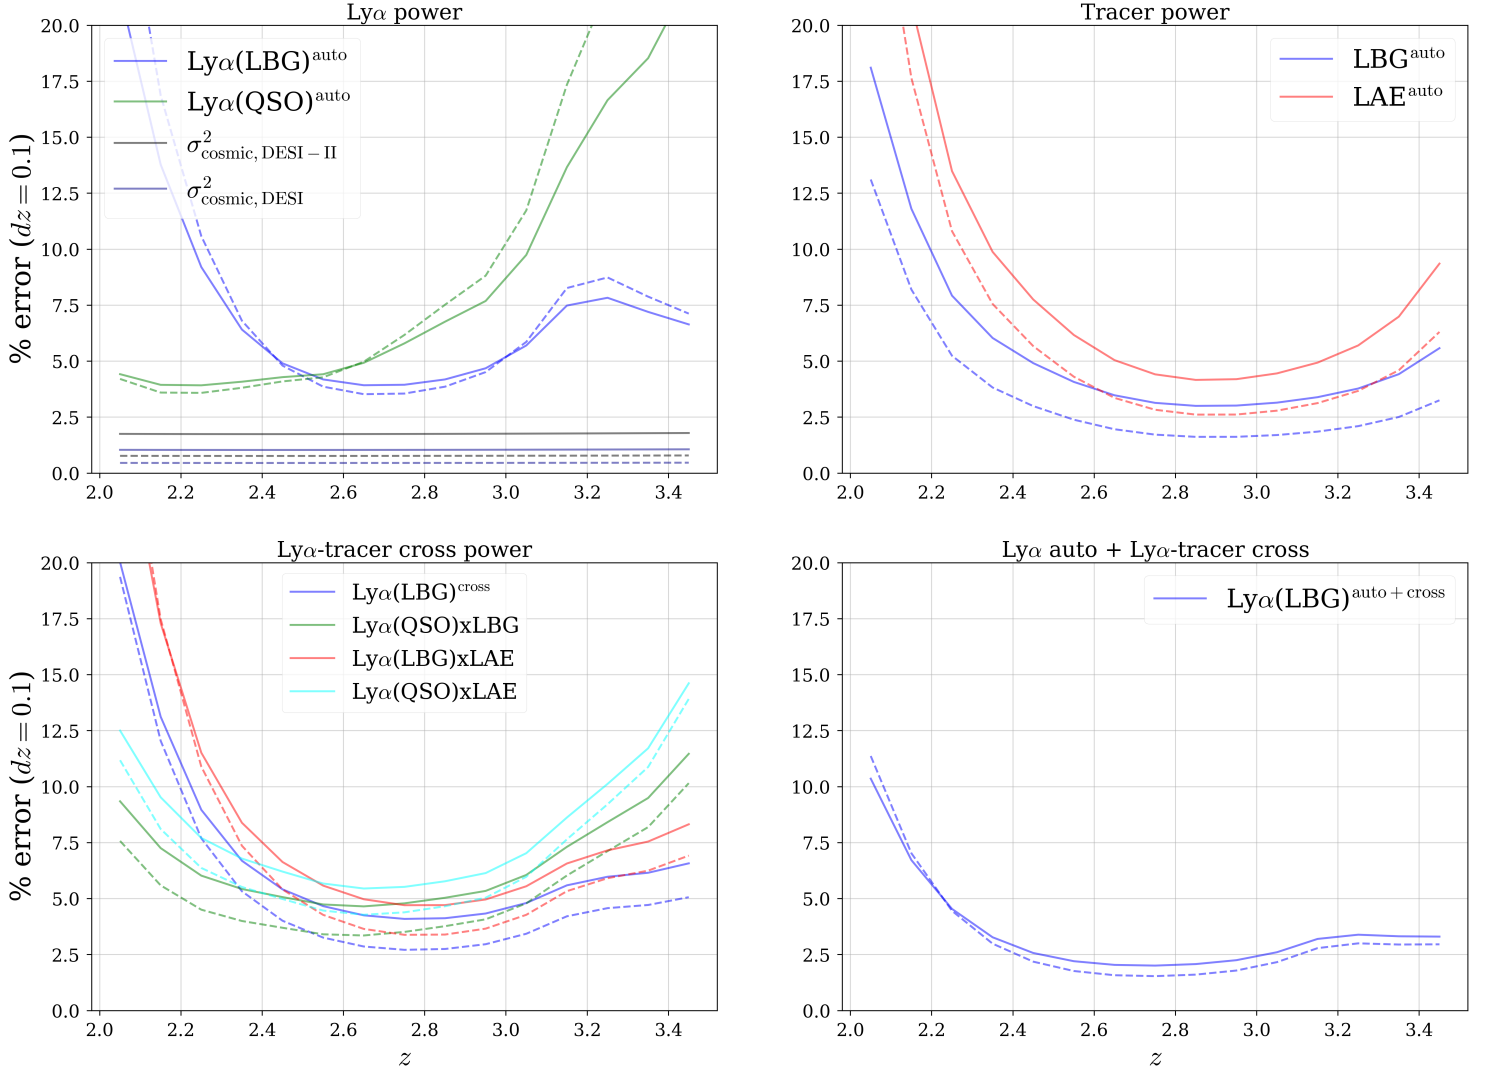 Lyα power
% error (dz = 0.1)
20.0
17.5
15.0
12.5
10.0
7.5
5.0
2.5
0.0
2.0 2.2 2.4 2.6 2.8 3.0 3.2 3.4
Lyα(LBG)^auto
Lyα(QSO)^auto
σ²_cosmic, DESI − II
σ²_cosmic, DESI
Tracer power
20.0
17.5
15.0
12.5
10.0
7.5
5.0
2.5
0.0
2.0 2.2 2.4 2.6 2.8 3.0 3.2 3.4
LBG^auto
LAE^auto
Lyα-tracer cross power
% error (dz = 0.1)
20.0
17.5
15.0
12.5
10.0
7.5
5.0
2.5
0.0
2.0 2.2 2.4 2.6 2.8 3.0 3.2 3.4
z
Lyα(LBG)^cross
Lyα(QSO)xLBG
Lyα(LBG)xLAE
Lyα(QSO)xLAE
Lyα auto + Lyα-tracer cross
20.0
17.5
15.0
12.5
10.0
7.5
5.0
2.5
0.0
2.0 2.2 2.4 2.6 2.8 3.0 3.2 3.4
z
Lyα(LBG)^auto + cross